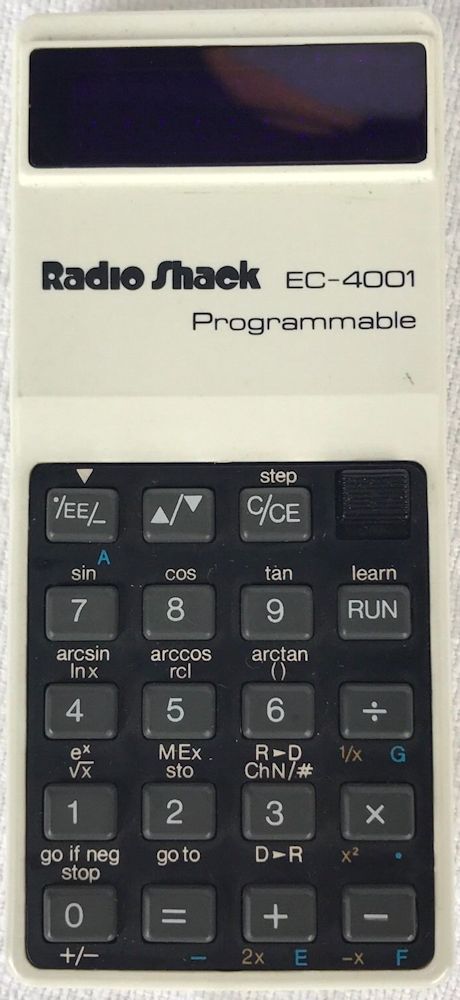 Radio Shack EC-4001
Programmable
▼ step
•/EE/– ▲/▼ C/CE
A
sin cos tan learn
7 8 9 RUN
arcsin arccos arctan
ln x rcl ()
4 5 6 ÷
eˣ MEx R►D 1/x G
√x sto ChN/#
1 2 3 ×
go if neg go to D►R x² •
stop
0 = + −
+/− – 2x E −x F